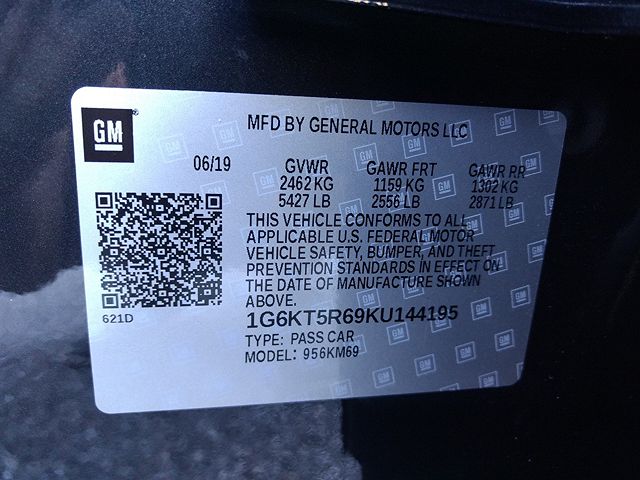 GM
MFD BY GENERAL MOTORS LLC
06/19 GVWR GAWR FRT GAWR RR
2462 KG 1159 KG 1302 KG
5427 LB 2556 LB 2871 LB
THIS VEHICLE CONFORMS TO ALL
APPLICABLE U.S. FEDERAL MOTOR
VEHICLE SAFETY, BUMPER, AND THEFT
PREVENTION STANDARDS IN EFFECT ON
THE DATE OF MANUFACTURE SHOWN
ABOVE.
621D
1G6KT5R69KU144195
TYPE: PASS CAR
MODEL: 956KM69